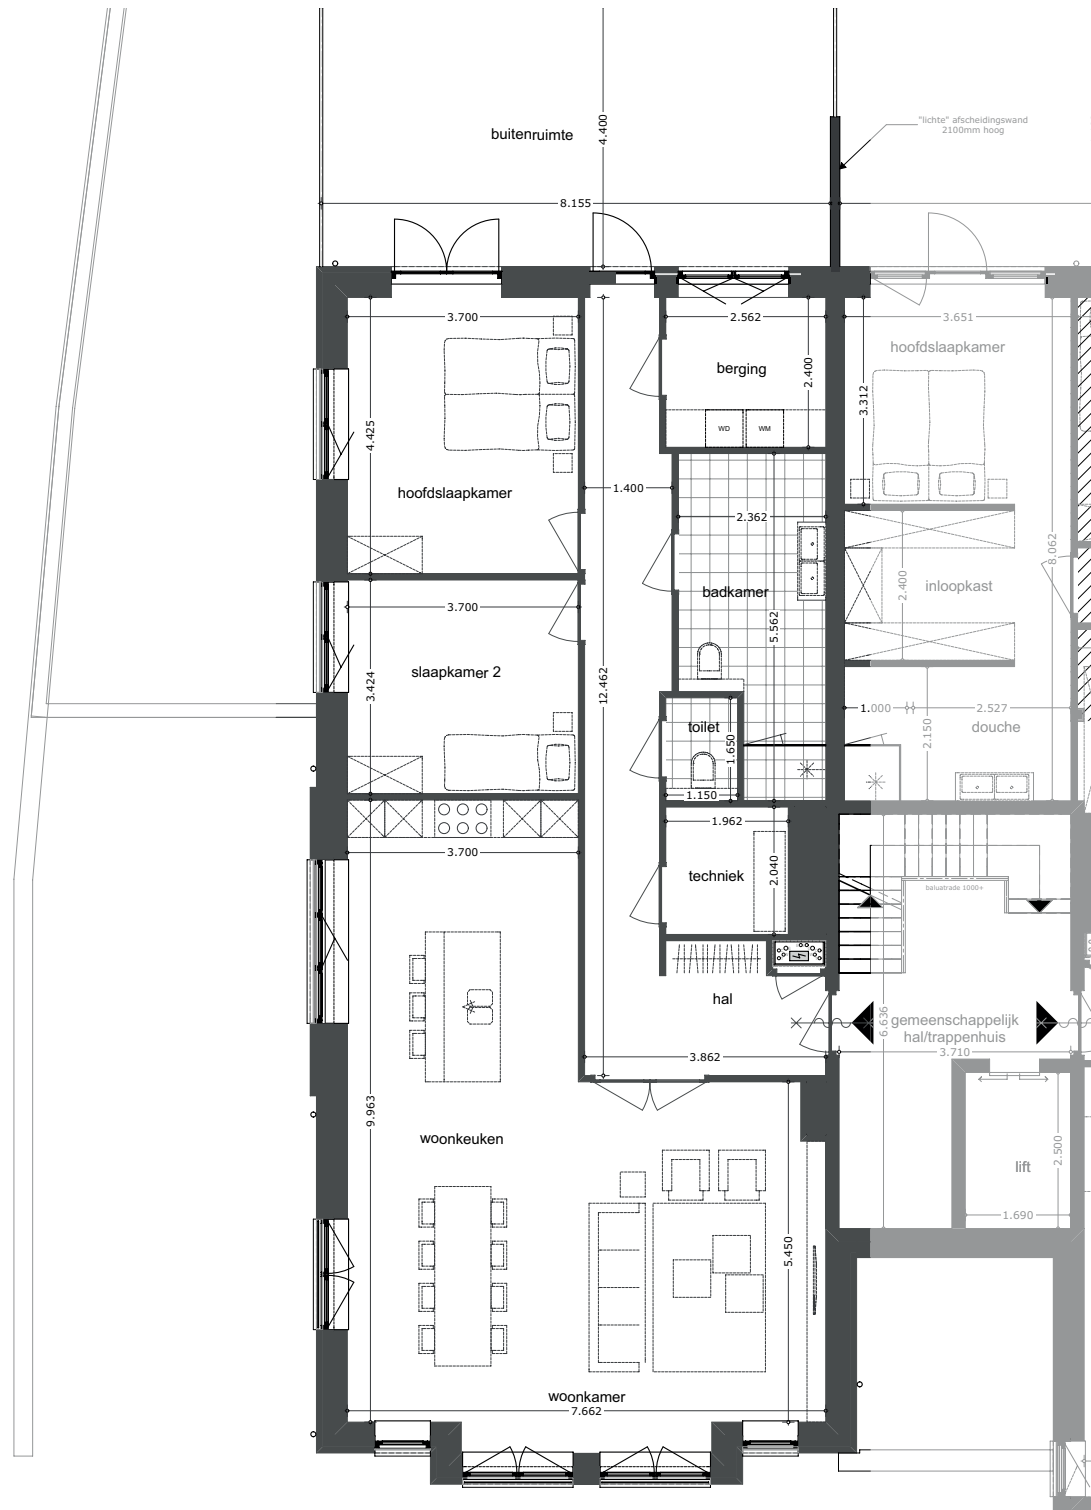 4.400
buitenruimte
"lichte" afscheidingswand
2100mm hoog
8.155
3.700
2.562
3.651
hoofdslaapkamer
berging
2.400
3.312
WD
WM
4.425
1.400
hoofdslaapkamer
2.362
8.062
badkamer
inloopkast
2.400
3.700
5.562
slaapkamer 2
3.424
12.462
1.000
2.527
toilet
1.650
douche
2.150
1.150
1.962
3.700
techniek
2.040
baluatrade 1000+
hal
gemeenschappelijk
hal/trappenhuis
6.636
3.710
3.862
9.963
woonkeuken
2.500
lift
1.690
5.450
woonkamer
7.662